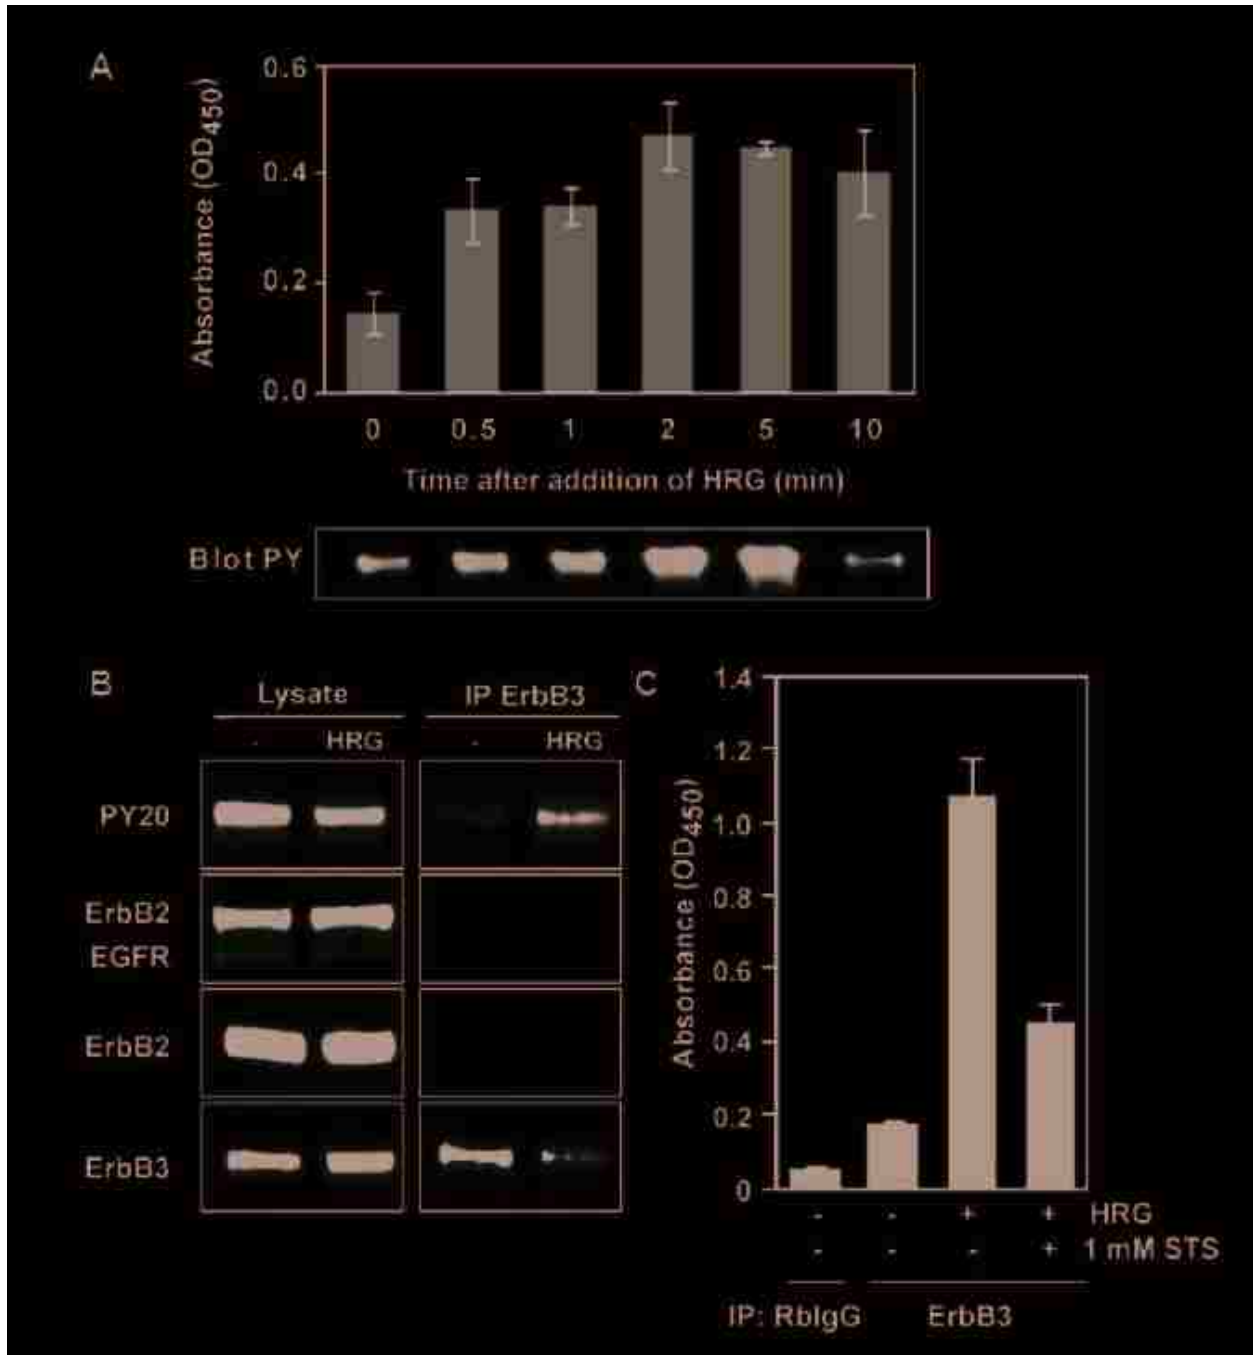 A
Absorbance (OD450)
0.6
0.4
0.2
0.0
0 0.5 1 2 5 10
Time after addition of HRG (min)
Blot PY
B
Lysate IP ErbB3
- HRG - HRG
PY20
ErbB2
EGFR
ErbB2
ErbB3
C
Absorbance (OD450)
1.4
1.2
1.0
0.8
0.6
0.4
0.2
0
- - + + HRG
- - - + 1 mM STS
IP: RbIgG ErbB3